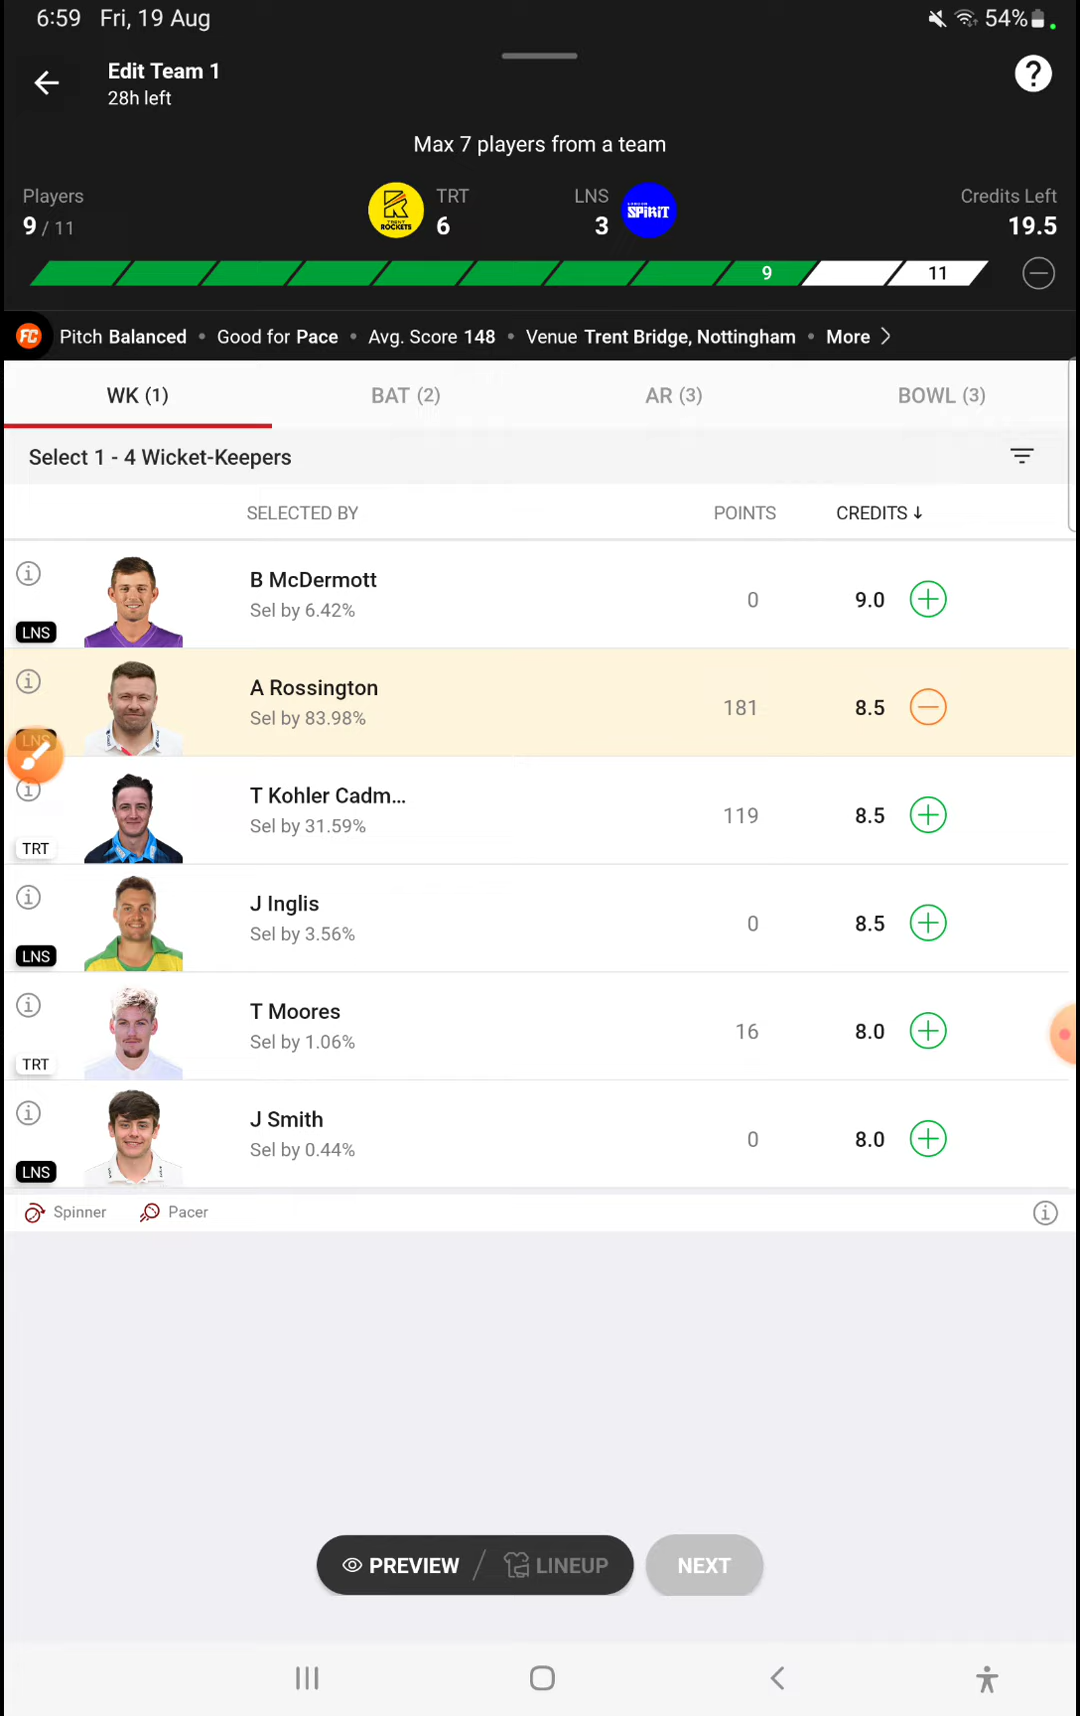 6:59 Fri, 19 Aug 54%
Edit Team 1
28h left
?
Max 7 players from a team
Players TRT LNS Credits Left
9 / 11 TRENT ROCKETS 6 3 SPIRIT 19.5
9 11
FC Pitch Balanced • Good for Pace • Avg. Score 148 • Venue Trent Bridge, Nottingham • More >
WK (1) BAT (2) AR (3) BOWL (3)
Select 1 - 4 Wicket-Keepers
SELECTED BY POINTS CREDITS ↓
B McDermott
Sel by 6.42% 0 9.0
LNS
A Rossington
Sel by 83.98% 181 8.5
LNS
T Kohler Cadm...
Sel by 31.59% 119 8.5
TRT
J Inglis
Sel by 3.56% 0 8.5
LNS
T Moores
Sel by 1.06% 16 8.0
TRT
J Smith
Sel by 0.44% 0 8.0
LNS
Spinner Pacer
PREVIEW / LINEUP NEXT